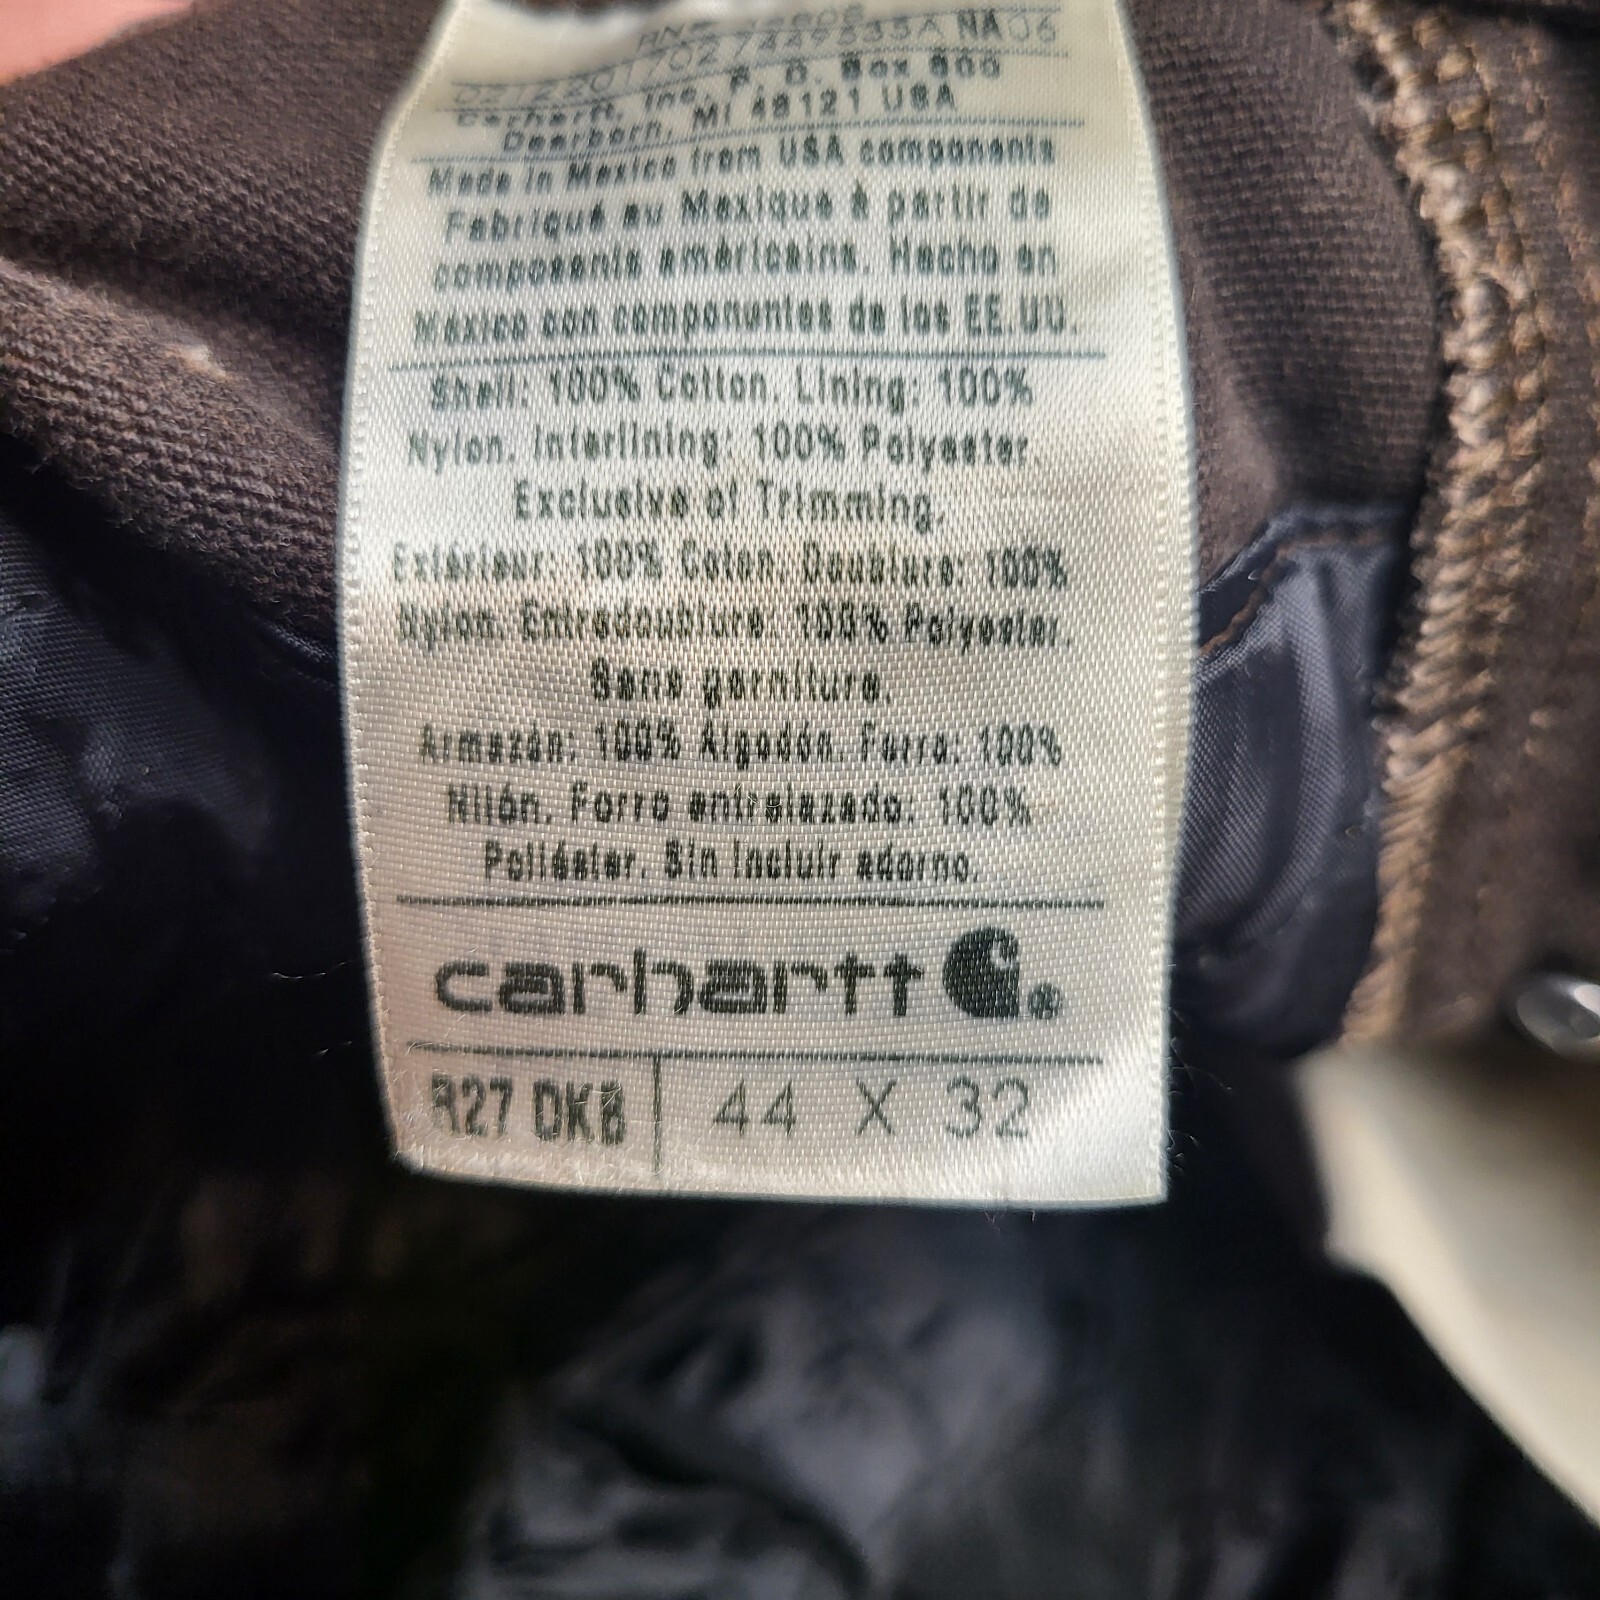 NA06
Carhartt, Inc. P. O. Box 600
Dearborn, MI 48121 USA
Made in Mexico from USA components
Fabriqué au Mexique à partir de
composants américains. Hecho en
México con componentes de los EE.UU.
Shell: 100% Cotton. Lining: 100%
Nylon. Interlining: 100% Polyester
Exclusive of Trimming.
Extérieur: 100% Coton. Doublure: 100%
Nylon. Entredoublure: 100% Polyester.
Sans garniture.
Armazón: 100% Algodón. Forro: 100%
Nilón. Forro entrelazado: 100%
Poliéster. Sin incluir adorno.
carhartt ®
R27 DKB 44 X 32